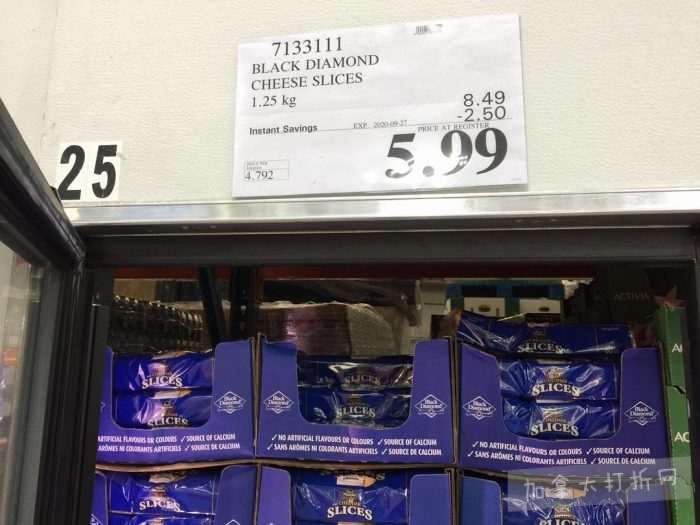 7133111
BLACK DIAMOND
CHEESE SLICES
1.25 kg
8.49
-2.50
Instant Savings EXP. 2020-09-27 PRICE AT REGISTER
5.99
4.792
25
ACTIVIA
SLICES
SLICES
SLICES
SLICES
SLICES
SLICES
Black Diamond
Black Diamond
Black Diamond
Black Diamond
ARTIFICIAL FLAVOURS OR COLOURS ✓ SOURCE OF CALCIUM
ARÔMES NI COLORANTS ARTIFICIELS ✓ SOURCE DE CALCIUM
✓ NO ARTIFICIAL FLAVOURS OR COLOURS ✓ SOURCE OF CALCIUM
✓ SANS ARÔMES NI COLORANTS ARTIFICIELS ✓ SOURCE DE CALCIUM
✓ NO ARTIFICIAL FLAVOURS OR COLOURS ✓ SOURCE OF CALCIUM
✓ SANS ARÔMES NI COLORANTS ARTIFICIELS ✓ SOURCE DE CALCIUM
SLICES
SLICES
SLICES
加拿大打折网